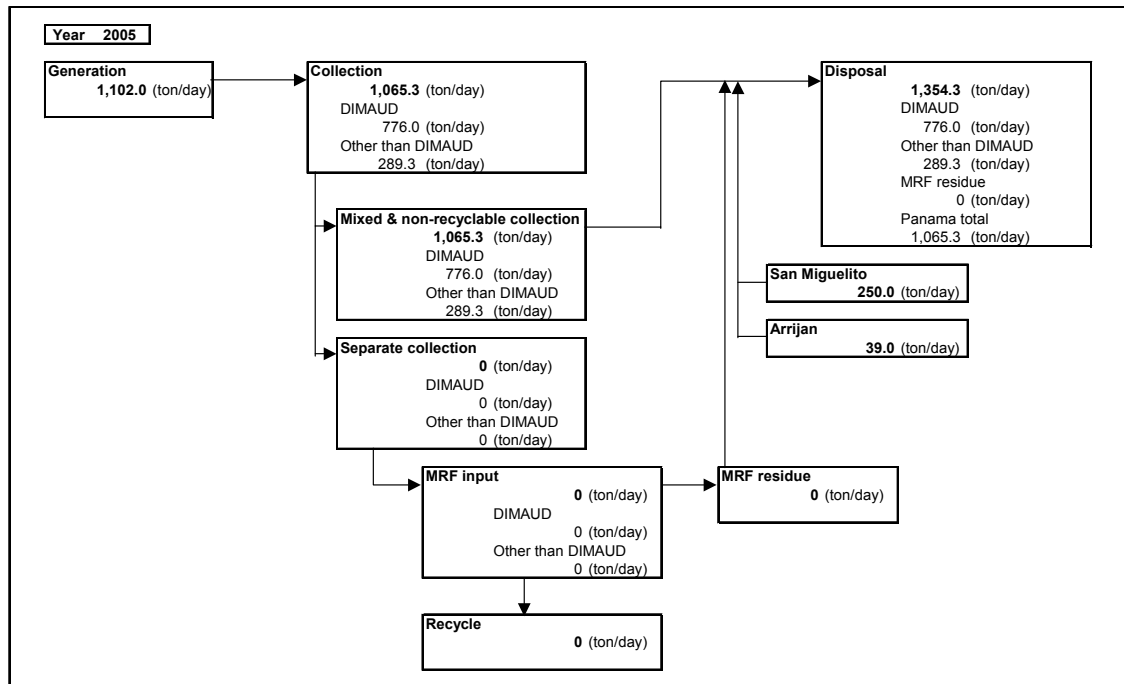 Year 2005
Generation
1,102.0 (ton/day)
Collection
1,065.3 (ton/day)
DIMAUD
776.0 (ton/day)
Other than DIMAUD
289.3 (ton/day)
Mixed & non-recyclable collection
1,065.3 (ton/day)
DIMAUD
776.0 (ton/day)
Other than DIMAUD
289.3 (ton/day)
Separate collection
0 (ton/day)
DIMAUD
0 (ton/day)
Other than DIMAUD
0 (ton/day)
MRF input
0 (ton/day)
DIMAUD
0 (ton/day)
Other than DIMAUD
0 (ton/day)
Recycle
0 (ton/day)
MRF residue
0 (ton/day)
Disposal
1,354.3 (ton/day)
DIMAUD
776.0 (ton/day)
Other than DIMAUD
289.3 (ton/day)
MRF residue
0 (ton/day)
Panama total
1,065.3 (ton/day)
San Miguelito
250.0 (ton/day)
Arrijan
39.0 (ton/day)